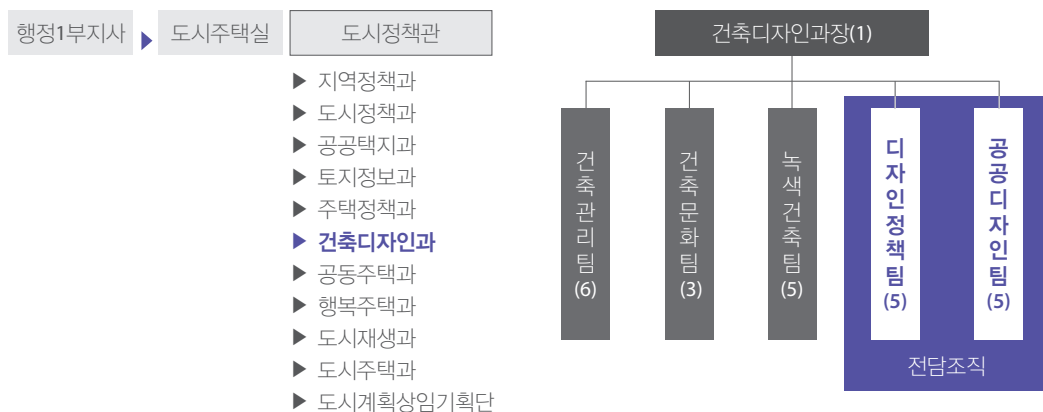 행정1부지사 ▶ 도시주택실 도시정책관
▶ 지역정책과
▶ 도시정책과
▶ 공공택지과
▶ 토지정보과
▶ 주택정책과
▶ 건축디자인과
▶ 공동주택과
▶ 행복주택과
▶ 도시재생과
▶ 도시주택과
▶ 도시계획상임기획단
건축디자인과장(1)
건축관리팀(6)
건축문화팀(3)
녹색건축팀(5)
디자인정책팀(5)
공공디자인팀(5)
전담조직